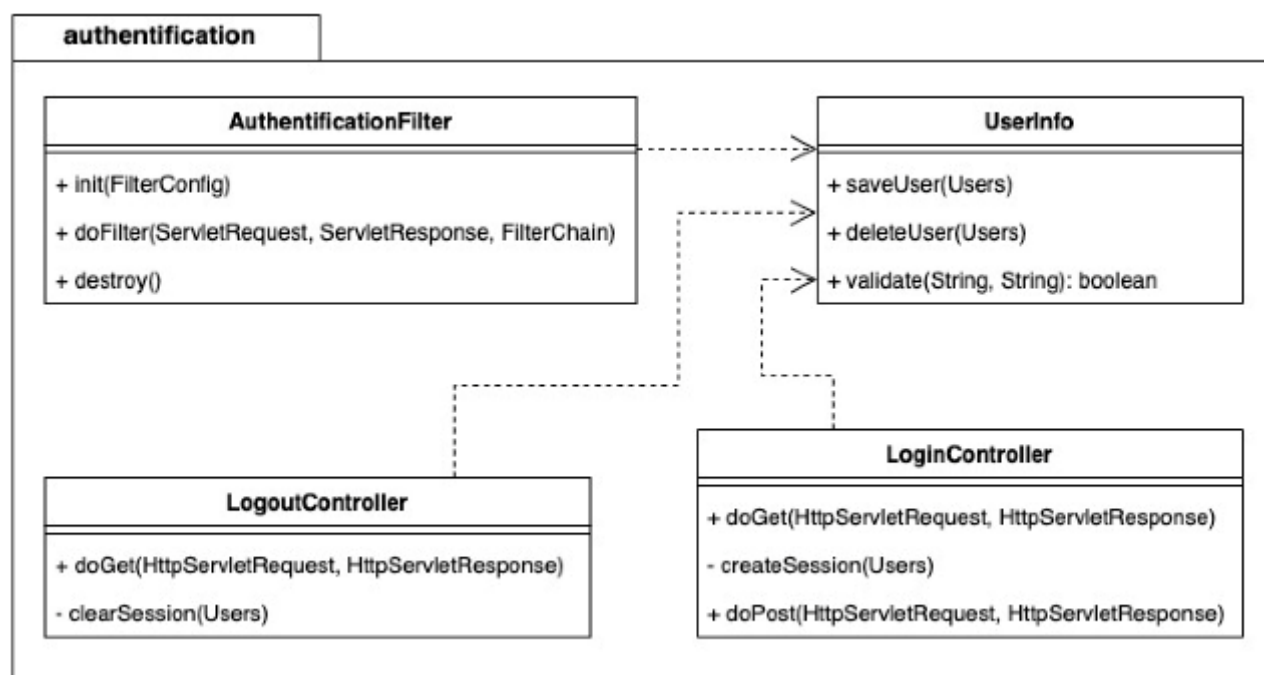 authentification
AuthentificationFilter
+ init(FilterConfig)
+ doFilter(ServletRequest, ServletResponse, FilterChain)
+ destroy()
UserInfo
+ saveUser(Users)
+ deleteUser(Users)
+ validate(String, String): boolean
LogoutController
+ doGet(HttpServletRequest, HttpServletResponse)
- clearSession(Users)
LoginController
+ doGet(HttpServletRequest, HttpServletResponse)
- createSession(Users)
+ doPost(HttpServletRequest, HttpServletResponse)